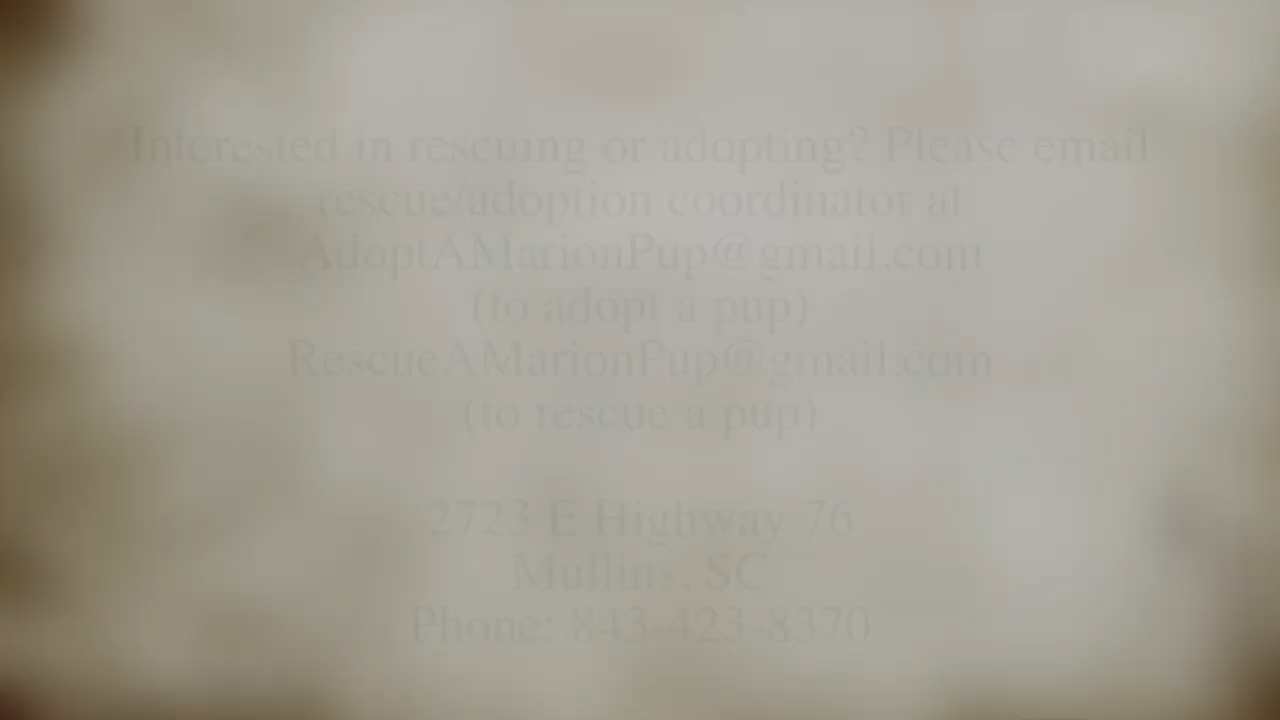 Interested in rescuing or adopting? Please email
rescue/adoption coordinator at
AdoptAMarionPup@gmail.com
(to adopt a pup)
RescueAMarionPup@gmail.com
(to rescue a pup)
2723 E Highway 76
Mullins, SC
Phone: 843-423-8370